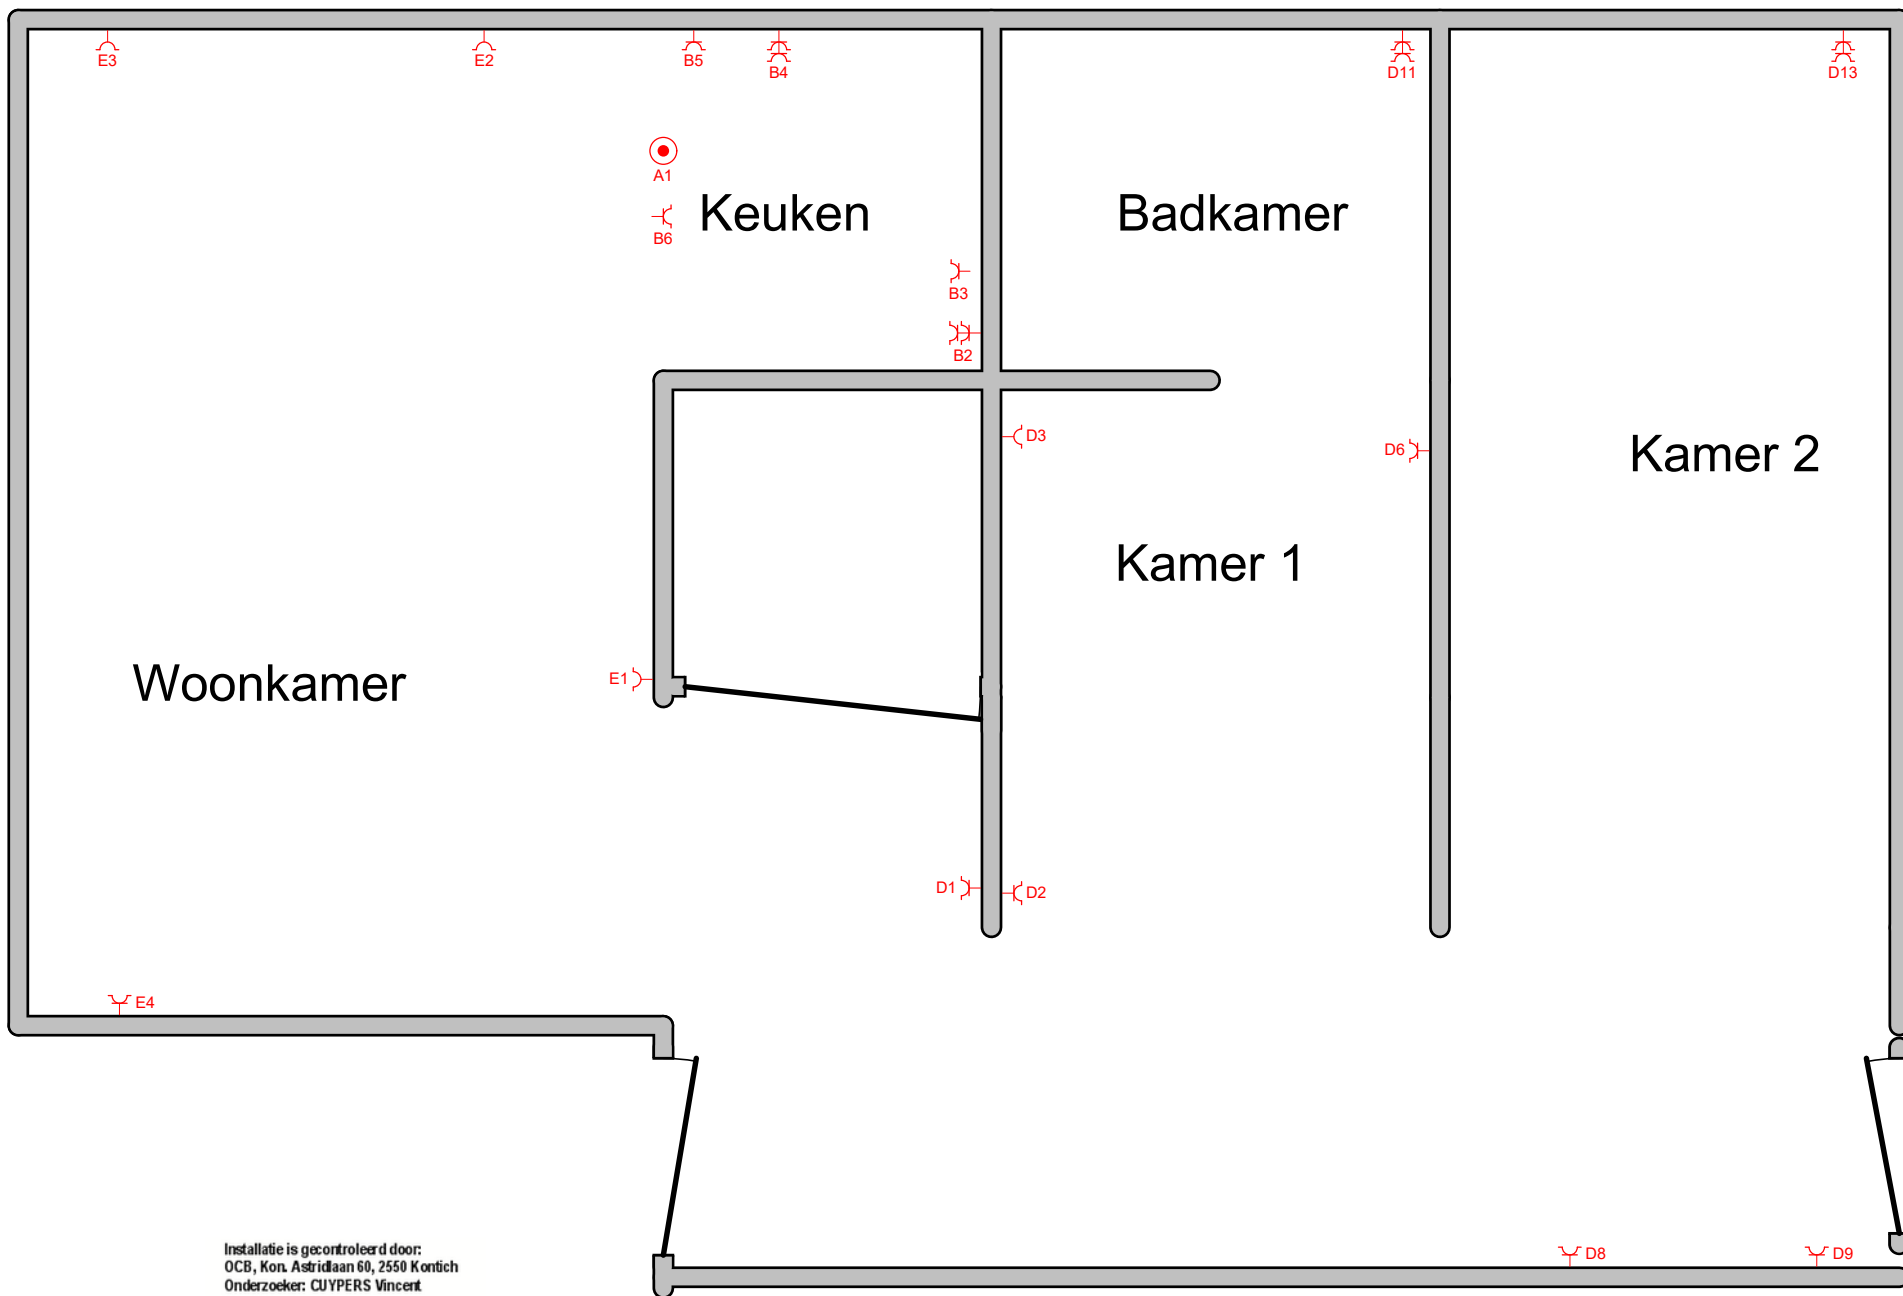 E3
E2
B5
B4
D11
D13
A1
Keuken
Badkamer
B6
B3
B2
D3
D6
Kamer 2
Kamer 1
Woonkamer
E1
D1
D2
E4
Installatie is gecontroleerd door:
OCB, Kon. Astridlaan 60, 2550 Kontich
Onderzoeker: CUYPERS Vincent
D8
D9